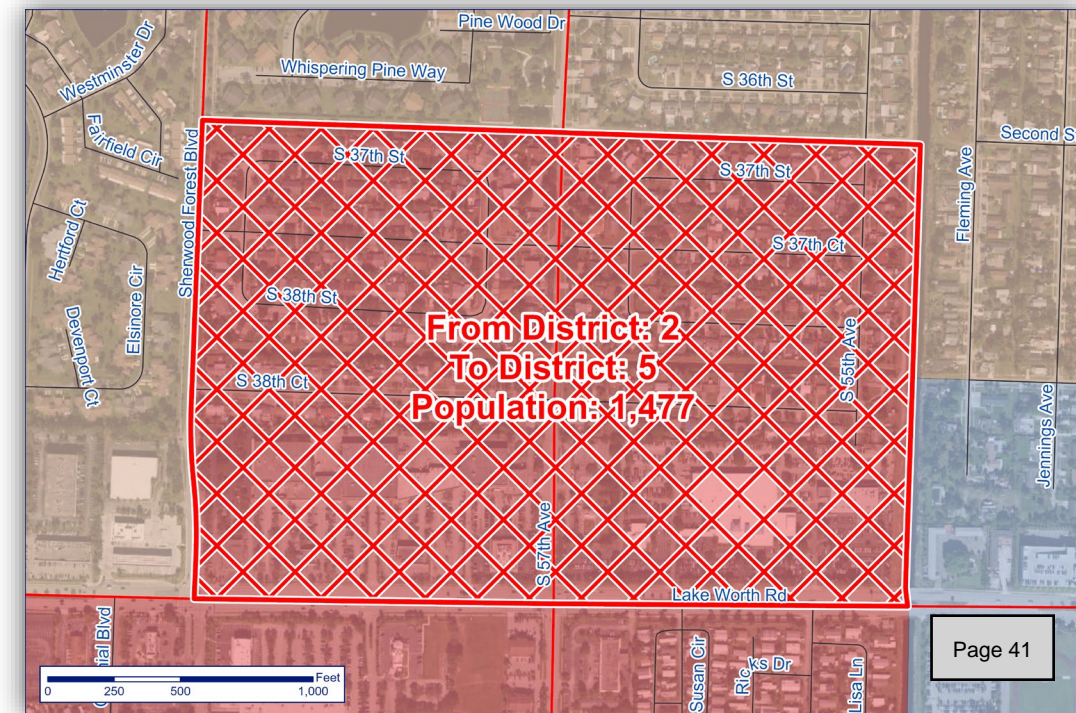 Pine Wood Dr
Westminster Dr
Whispering Pine Way
S 36th St
Fairfield Cir
Second S
Sherwood Forest Blvd
S 37th St
S 37th St
Fleming Ave
Hertford Ct
S 37th Ct
Elsinore Cir
S 38th St
Devenport Ct
From District: 2
To District: 5
Population: 1,477
S 55th Ave
S 38th Ct
Jennings Ave
S 57th Ave
Lake Worth Rd
ial Blvd
Susan Cir
Ricks Dr
Lisa Ln
Page 41
Feet
0 250 500 1,000